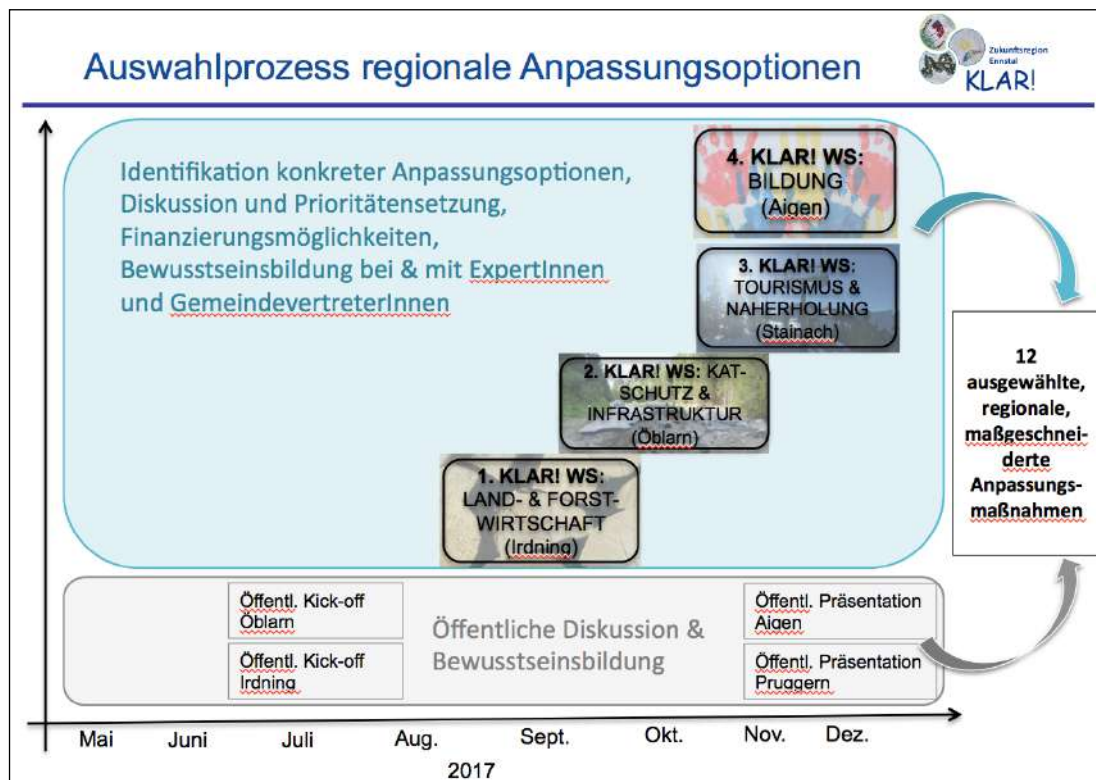 Auswahlprozess regionale Anpassungsoptionen
Zukunftsregion
Ennstal
KLAR!
Identifikation konkreter Anpassungsoptionen,
Diskussion und Prioritätensetzung,
Finanzierungsmöglichkeiten,
Bewusstseinsbildung bei & mit ExpertInnen
und GemeindevertreterInnen
4. KLAR! WS:
BILDUNG
(Aigen)
3. KLAR! WS:
TOURISMUS &
NAHERHOLUNG
(Stainach)
2. KLAR! WS: KAT-
SCHUTZ &
INFRASTRUKTUR
(Öblarn)
1. KLAR! WS:
LAND- & FORST-
WIRTSCHAFT
(Irdning)
12
ausgewählte,
regionale,
maßgeschnei-
derte
Anpassungs-
maßnahmen
Öffentl. Kick-off
Öblarn
Öffentl. Kick-off
Irdning
Öffentliche Diskussion &
Bewusstseinsbildung
Öffentl. Präsentation
Aigen
Öffentl. Präsentation
Pruggern
Mai Juni Juli Aug. Sept. Okt. Nov. Dez.
2017